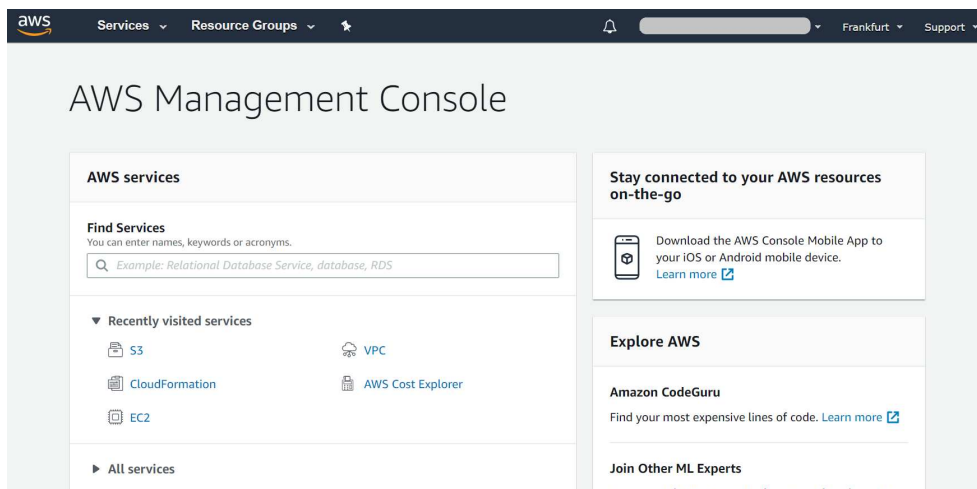 aws
Services
Resource Groups
Frankfurt
Support
AWS Management Console
AWS services
Find Services
You can enter names, keywords or acronyms.
Example: Relational Database Service, database, RDS
Recently visited services
S3
VPC
CloudFormation
AWS Cost Explorer
EC2
All services
Stay connected to your AWS resources
on-the-go
Download the AWS Console Mobile App to
your iOS or Android mobile device.
Learn more
Explore AWS
Amazon CodeGuru
Find your most expensive lines of code. Learn more
Join Other ML Experts